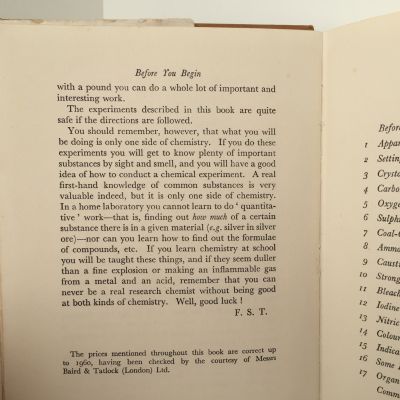 Before You Begin
with a pound you can do a whole lot of important and
interesting work.
The experiments described in this book are quite
safe if the directions are followed.
You should remember, however, that what you will
be doing is only one side of chemistry. If you do these
experiments you will get to know plenty of important
substances by sight and smell, and you will have a good
idea of how to conduct a chemical experiment. A real
first-hand knowledge of common substances is very
valuable indeed, but it is only one side of chemistry.
In a home laboratory you cannot learn to do ‘ quantita-
tive ’ work—that is, finding out how much of a certain
substance there is in a given material (e.g. silver in silver
ore)—nor can you learn how to find out the formulae
of compounds, etc. If you learn chemistry at school
you will be taught these things, and if they seem duller
than a fine explosion or making an inflammable gas
from a metal and an acid, remember that you can
never be a real research chemist without being good
at both kinds of chemistry. Well, good luck !
F. S. T.
The prices mentioned throughout this book are correct up
to 1960, having been checked by the courtesy of Messrs
Baird & Tatlock (London) Ltd.
Before
1 Appar
2 Setting
3 Cryst
4 Carbo
5 Oxyge
6 Sulph
7 Coal-
8 Ammo
9 Causti
10 Strong
11 Bleach
12 Iodine
13 Nitric
14 Colou
15 Indica
16 Some
17 Organ
Comm